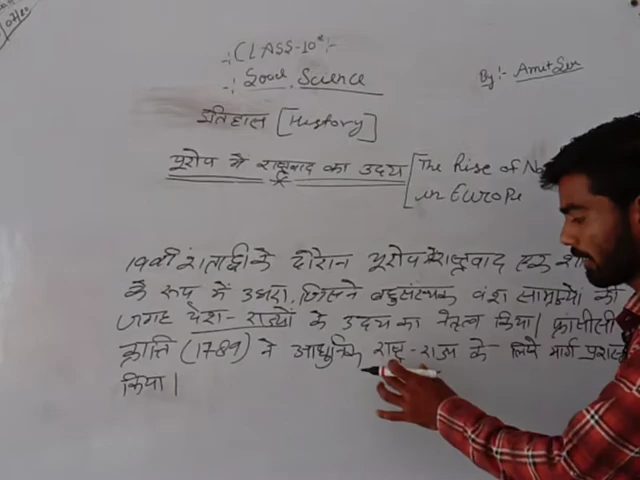 CLASS-10th
Social Science
By:- Amit Sir
इतिहास [History]
यूरोप में राष्ट्रवाद का उदय [The Rise of
in Europe
19वीं शताब्दी के दौरान यूरोप में राष्ट्रवाद एक
के रूप में उभरा, जिसने बहुसंख्यक वंश साम्राज्यों की
जगह देश-राज्यों के उदय का नेतृत्व किया। फ्रांसीसी
क्रान्ति (1789) ने आधुनिक राष्ट्र-राज्य के लिये मार्ग प्रशस्त
किया।